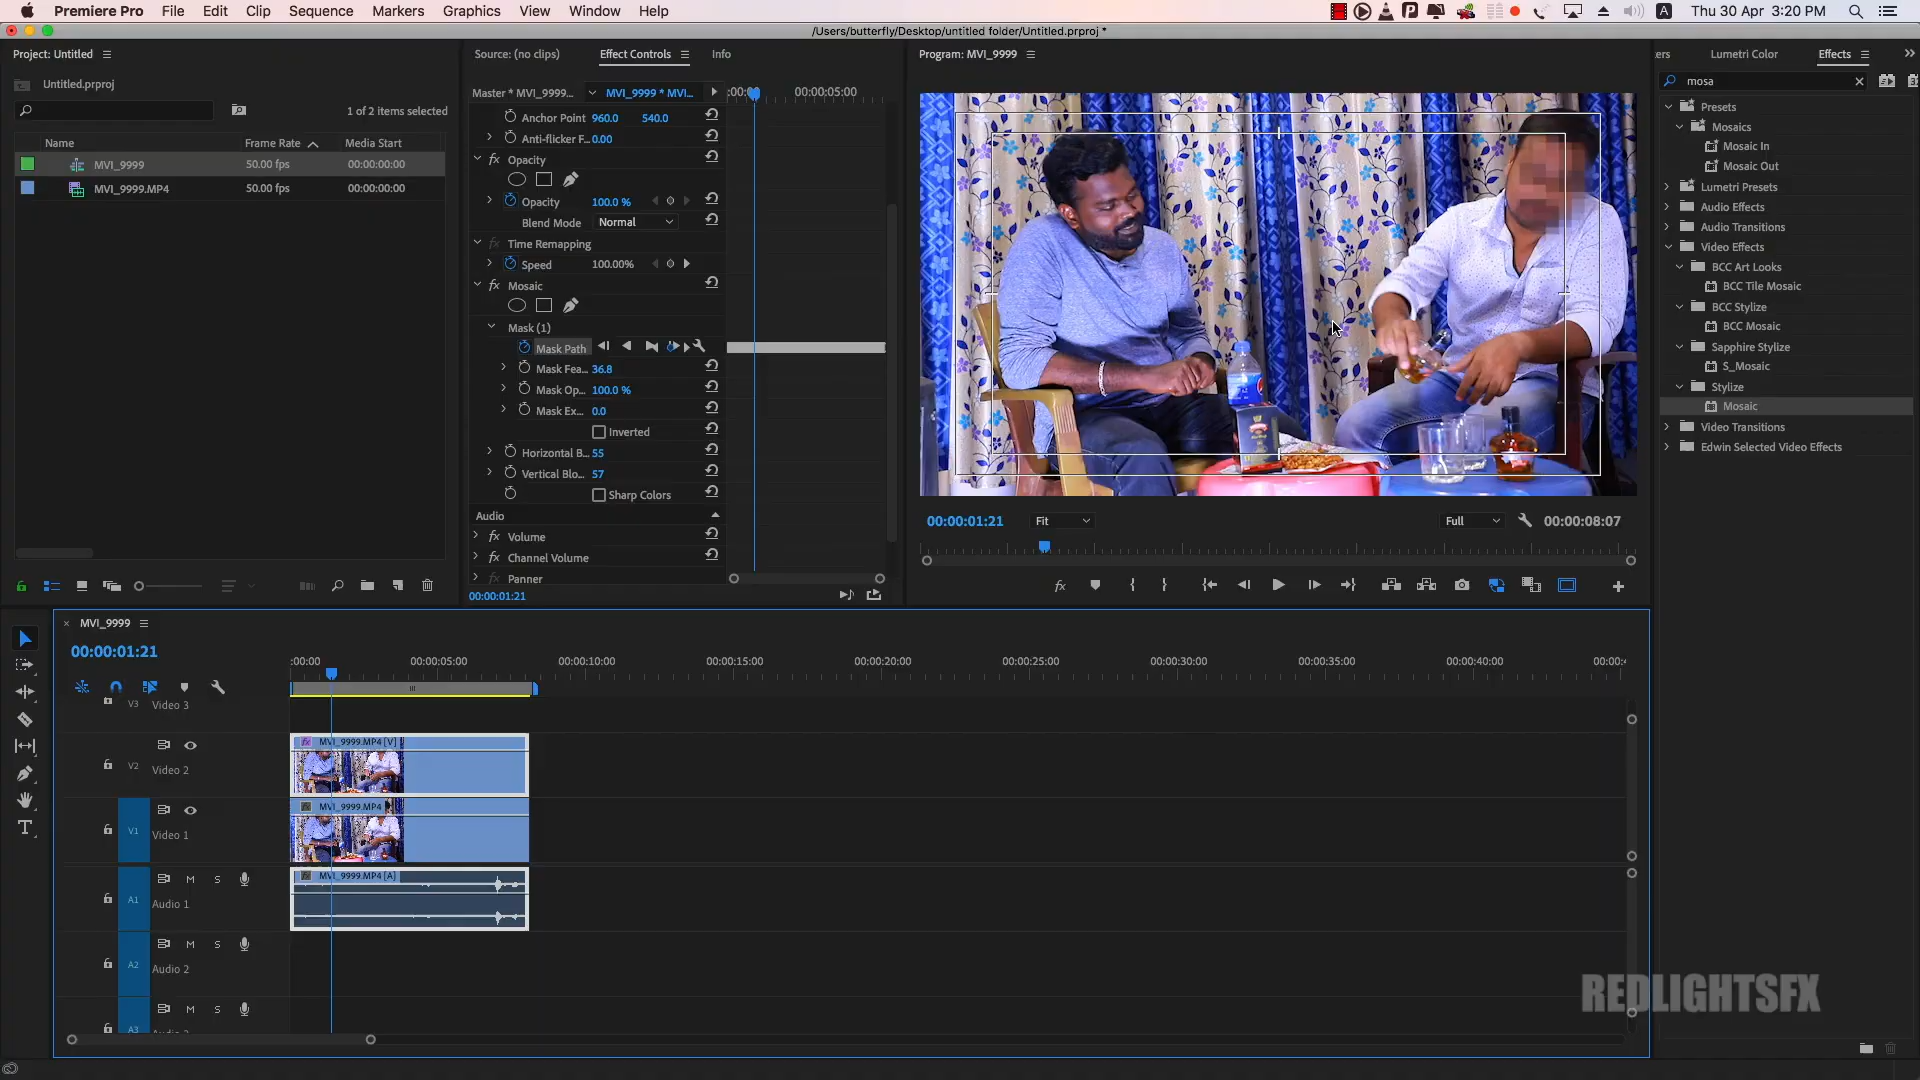 Premiere Pro File Edit Clip Sequence Markers Graphics View Window Help
A Thu 30 Apr 3:20 PM
/Users/butterfly/Desktop/untitled folder/Untitled.prproj *
Project: Untitled
Untitled.prproj
1 of 2 items selected
Name Frame Rate Media Start
MVI_9999 50.00 fps 00:00:00:00
MVI_9999.MP4 50.00 fps 00:00:00:00
Source: (no clips) Effect Controls Info
Master * MVI_9999... MVI_9999 * MVI... 00:00:05:00
Anchor Point 960.0 540.0
Anti-flicker F... 0.00
fx Opacity
Opacity 100.0 %
Blend Mode Normal
fx Time Remapping
Speed 100.00%
fx Mosaic
Mask (1)
Mask Path
Mask Fea... 36.8
Mask Op... 100.0 %
Mask Ex... 0.0
Inverted
Horizontal B... 55
Vertical Blo... 57
Sharp Colors
Audio
fx Volume
fx Channel Volume
fx Panner
00:00:01:21
Program: MVI_9999
00:00:01:21 Fit Full 00:00:08:07
fx
ers Lumetri Color Effects
mosa
Presets
Mosaics
Mosaic In
Mosaic Out
Lumetri Presets
Audio Effects
Audio Transitions
Video Effects
BCC Art Looks
BCC Tile Mosaic
BCC Stylize
BCC Mosaic
Sapphire Stylize
S_Mosaic
Stylize
Mosaic
Video Transitions
Edwin Selected Video Effects
MVI_9999
00:00:01:21
:00:00 00:00:05:00 00:00:10:00 00:00:15:00 00:00:20:00 00:00:25:00 00:00:30:00 00:00:35:00 00:00:40:00 00:00:4
V3 Video 3
V2 Video 2
fx MVI_9999.MP4 [V]
V1 Video 1
MVI_9999.MP4
M S
A1 Audio 1
MVI_9999.MP4 [A]
M S
A2 Audio 2
M S
A3
REDLIGHTSFX